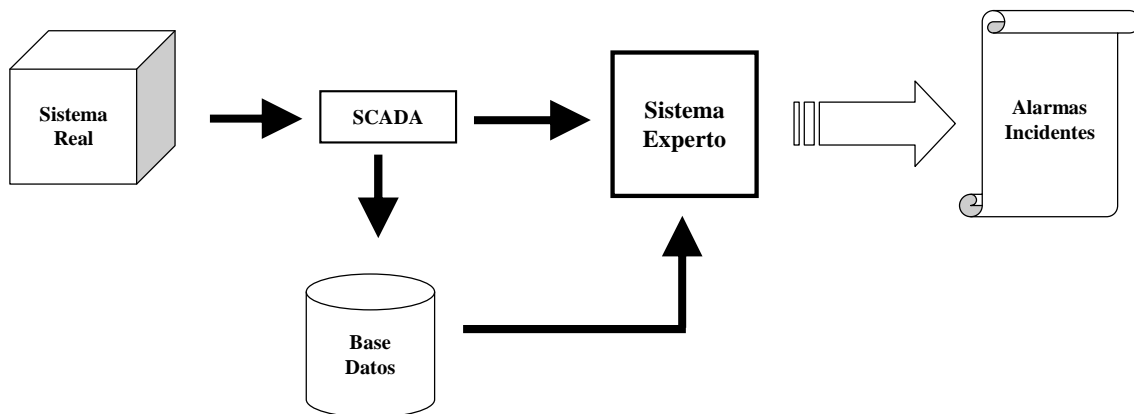 Sistema
Real
SCADA
Sistema
Experto
Alarmas
Incidentes
Base
Datos